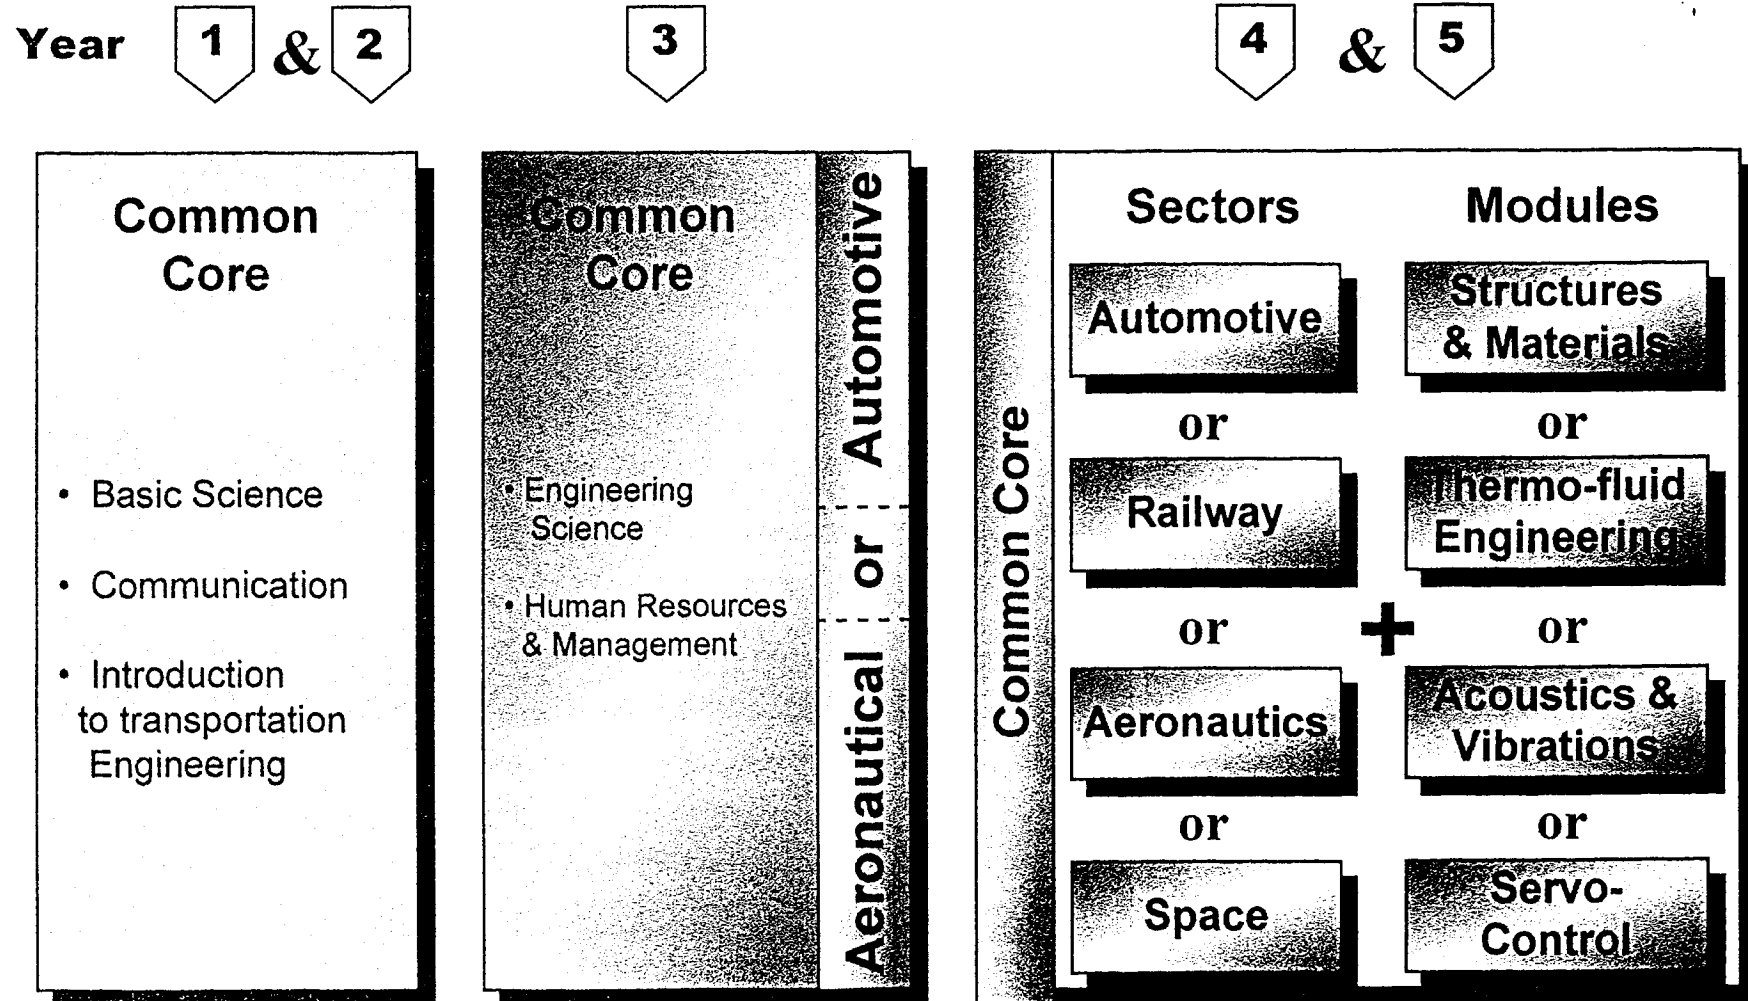 Year 1 & 2 3 4 & 5
Common
Core
• Basic Science
• Communication
• Introduction
to transportation
Engineering
Common
Core
• Engineering
Science
• Human Resources
& Management
Automotive
or
Aeronautical
Common Core
Sectors
Automotive
or
Railway
or
Aeronautics
or
Space
+
Modules
Structures
& Materials
or
Thermo-fluid
Engineering
or
Acoustics &
Vibrations
or
Servo-
Control